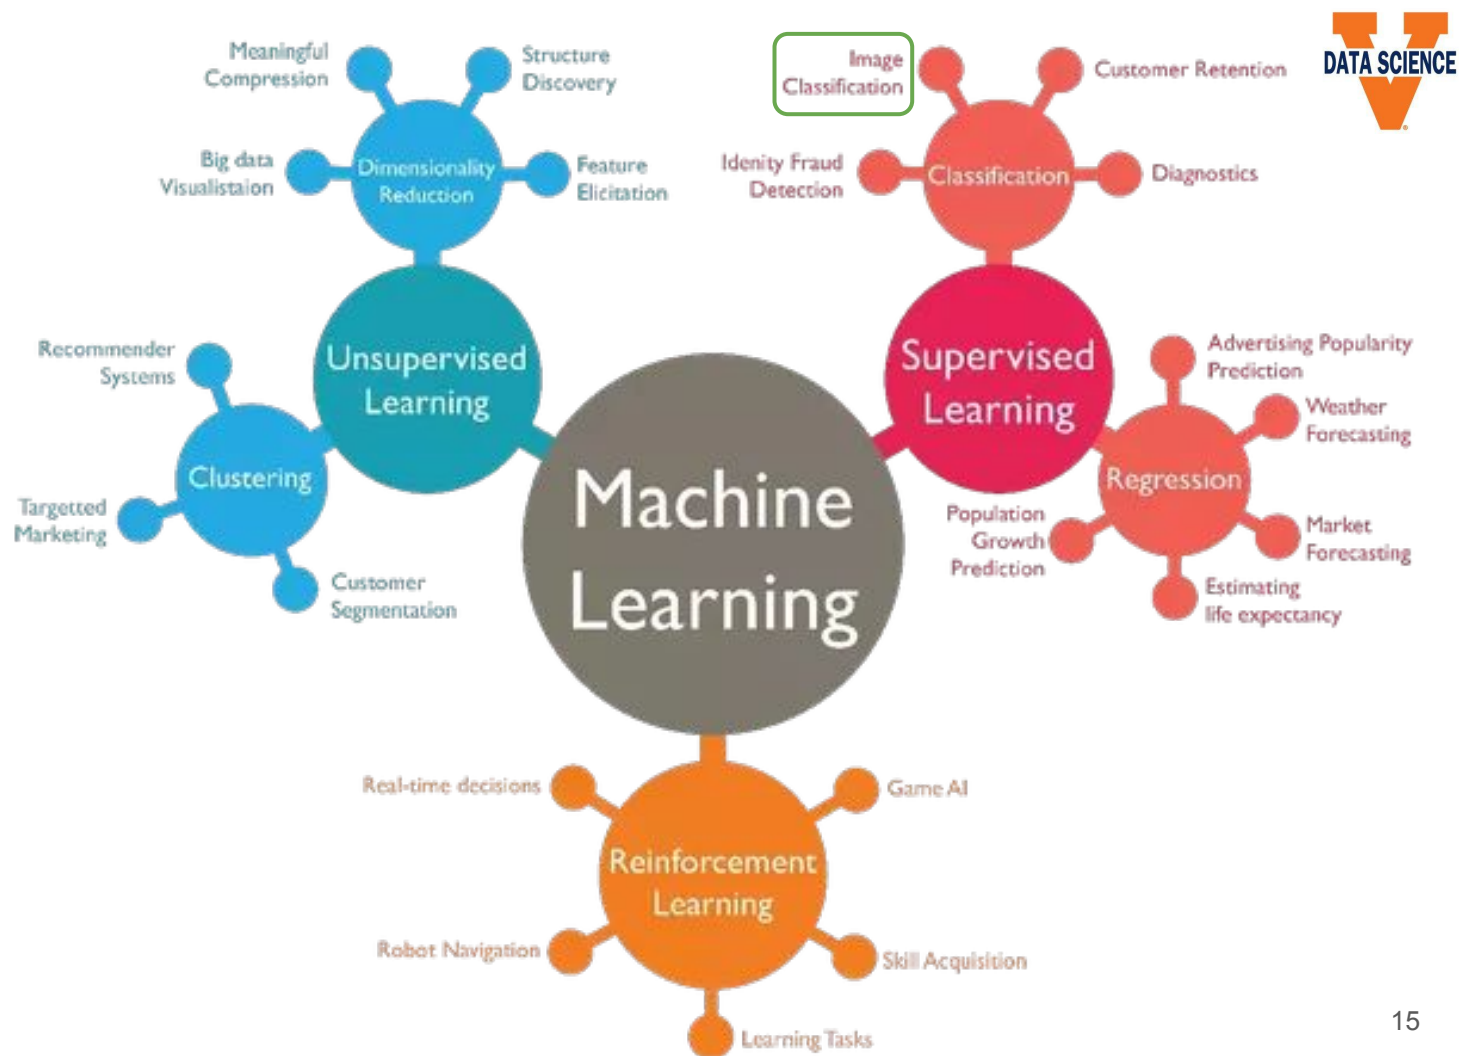 Meaningful
Compression
Structure
Discovery
Big data
Visualistaion
Dimensionality
Reduction
Feature
Elicitation
Image
Classification
Customer Retention
Idenity Fraud
Detection
Classification
Diagnostics
DATA SCIENCE
Unsupervised
Learning
Recommender
Systems
Clustering
Targetted
Marketing
Customer
Segmentation
Supervised
Learning
Advertising Popularity
Prediction
Weather
Forecasting
Regression
Population
Growth
Prediction
Market
Forecasting
Estimating
life expectancy
Machine
Learning
Real-time decisions
Game AI
Reinforcement
Learning
Robot Navigation
Skill Acquisition
Learning Tasks
15